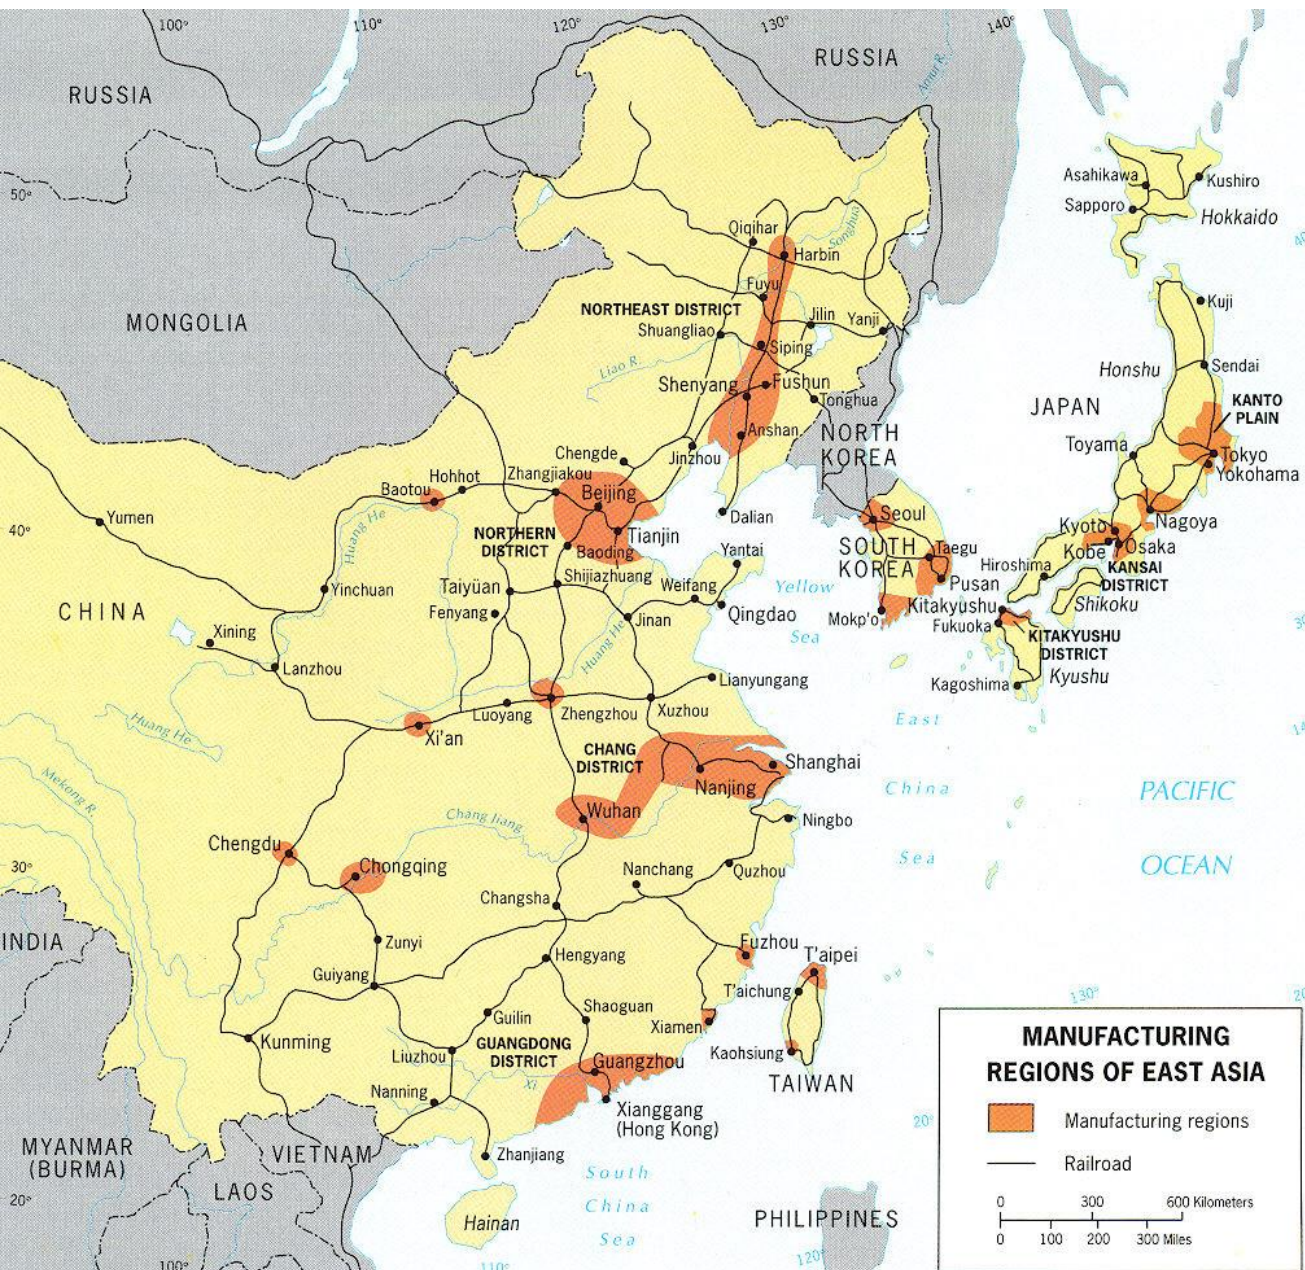 100°
110°
120°
130°
140°
RUSSIA
RUSSIA
Amur R.
50°
Asahikawa
Kushiro
Sapporo
Hokkaido
Qiqihar
Songhua
Harbin
MONGOLIA
Fuyu
NORTHEAST DISTRICT
Jilin
Yanji
Shuangliao
Siping
Kuji
Liao R.
Honshu
Sendai
Shenyang
Fushun
Tonghua
JAPAN
KANTO
PLAIN
Anshan
NORTH
KOREA
Toyama
Tokyo
Yokohama
Chengde
Jinzhou
Hohhot
Zhangjiakou
Baotou
Beijing
Yumen
40°
Huang He
NORTHERN
DISTRICT
Tianjin
Baoding
Dalian
Seoul
Nagoya
Kyoto
Kobe
Osaka
KANSAI
DISTRICT
SOUTH
KOREA
Taegu
Pusan
Hiroshima
Yantai
Shijiazhuang
Taiyüan
Weifang
Yellow
Sea
Yinchuan
Fenyang
Jinan
Qingdao
Mokp'o
Kitakyushu
Fukuoka
Shikoku
KITAKYUSHU
DISTRICT
Kyushu
CHINA
Xining
Lanzhou
Huang He
Lianyungang
Kagoshima
Luoyang
Zhengzhou
Xuzhou
Xi'an
Huang He
East
China
Sea
CHANG
DISTRICT
Shanghai
Nanjing
Mekong R.
PACIFIC
OCEAN
Wuhan
Chang Jiang
Ningbo
Chengdu
Chongqing
30°
Nanchang
Quzhou
Changsha
INDIA
Zunyi
Fuzhou
T'aipei
Hengyang
Guiyang
T'aichung
130°
Guilin
Shaoguan
Xiamen
Kunming
Liuzhou
GUANGDONG
DISTRICT
Guangzhou
Kaohsiung
TAIWAN
Xi
Nanning
Xianggang
(Hong Kong)
20°
MYANMAR
(BURMA)
VIETNAM
Zhanjiang
LAOS
South
China
Sea
20°
Hainan
PHILIPPINES
120°
100°
110°
MANUFACTURING
REGIONS OF EAST ASIA
Manufacturing regions
Railroad
0 300 600 Kilometers
0 100 200 300 Miles